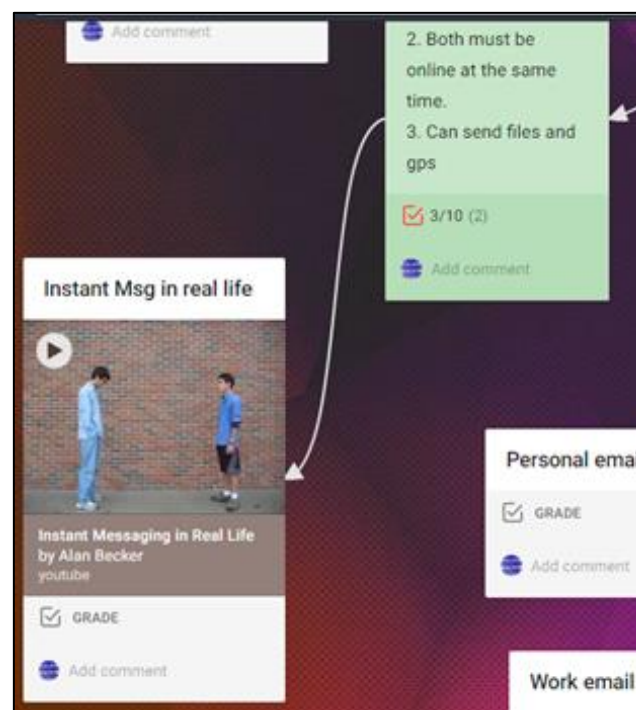 Add comment
2. Both must be
online at the same
time.
3. Can send files and
gps
3/10 (2)
Add comment
Instant Msg in real life
Instant Messaging in Real Life
by Alan Becker
youtube
GRADE
Add comment
Personal emai
GRADE
Add comment
Work email